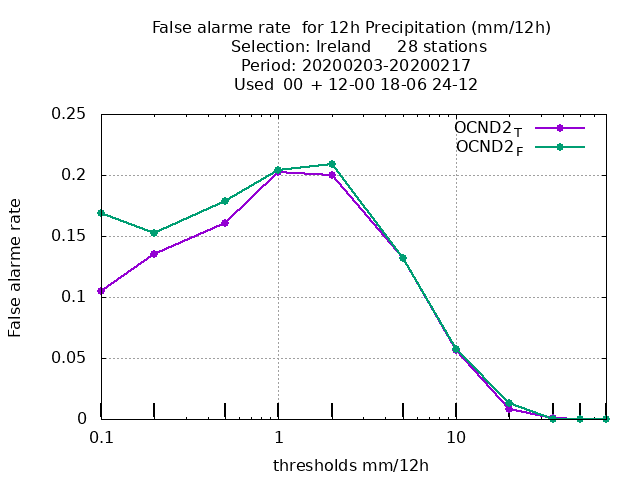 False alarme rate  for 12h Precipitation (mm/12h)
Selection: Ireland     28 stations
Period: 20200203-20200217
Used  00  + 12-00 18-06 24-12
OCND2_T
OCND2_F
0.25
0.2
0.15
0.1
0.05
0
False alarme rate
0.1
1
10
thresholds mm/12h